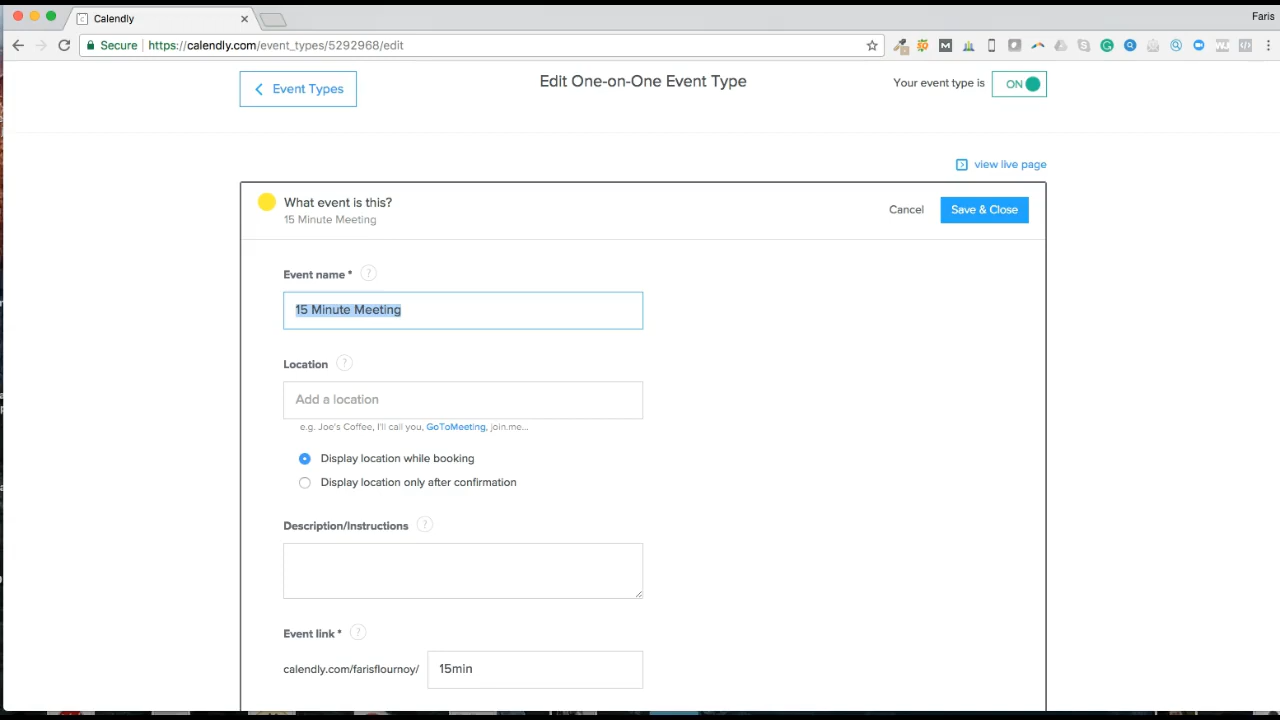 Calendly
Faris
Secure
https://calendly.com/event_types/5292968/edit
Event Types
Edit One-on-One Event Type
Your event type is
ON
view live page
What event is this?
15 Minute Meeting
Cancel
Save & Close
Event name *
?
15 Minute Meeting
Location
?
Add a location
e.g. Joe's Coffee, I'll call you, GoToMeeting, join.me...
Display location while booking
Display location only after confirmation
Description/Instructions
?
Event link *
?
calendly.com/farisflournoy/
15min